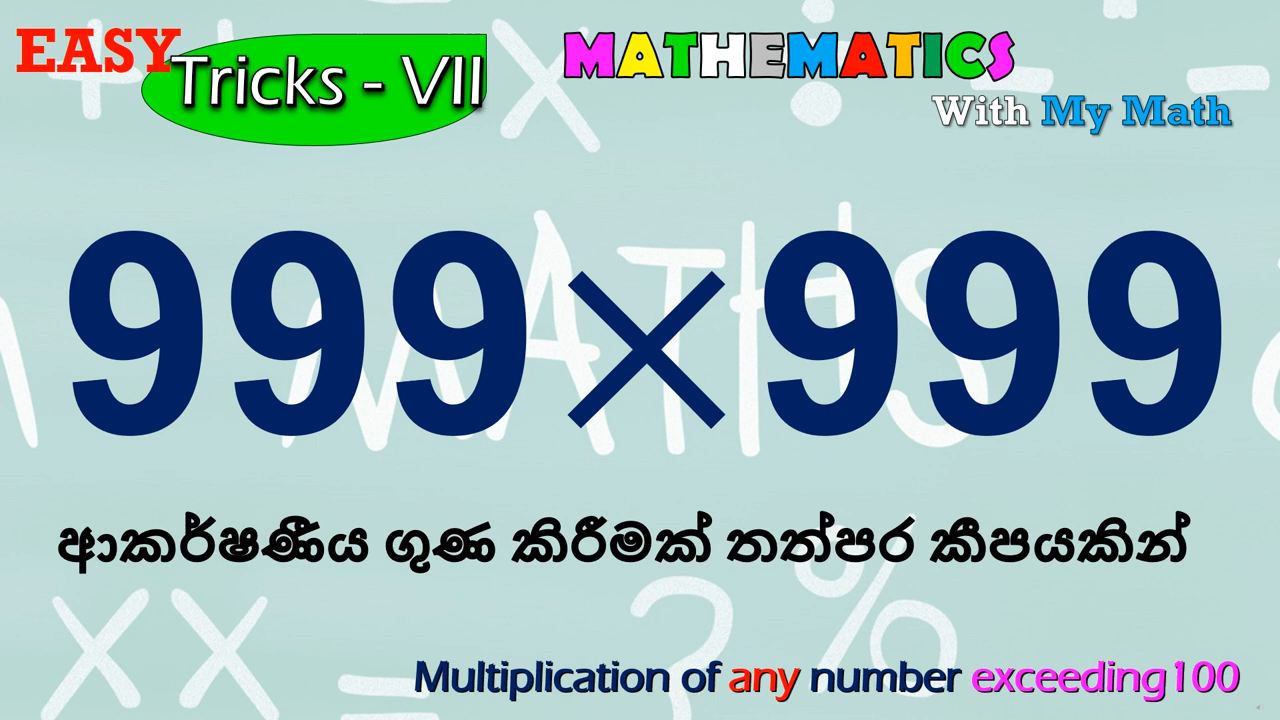 EASY
Tricks - VII
MATHEMATICS
With My Math
MATHS
999×999
ආකර්ෂණීය ගුණ කිරීමක් තත්පර කීපයකින්
Multiplication of any number exceeding100